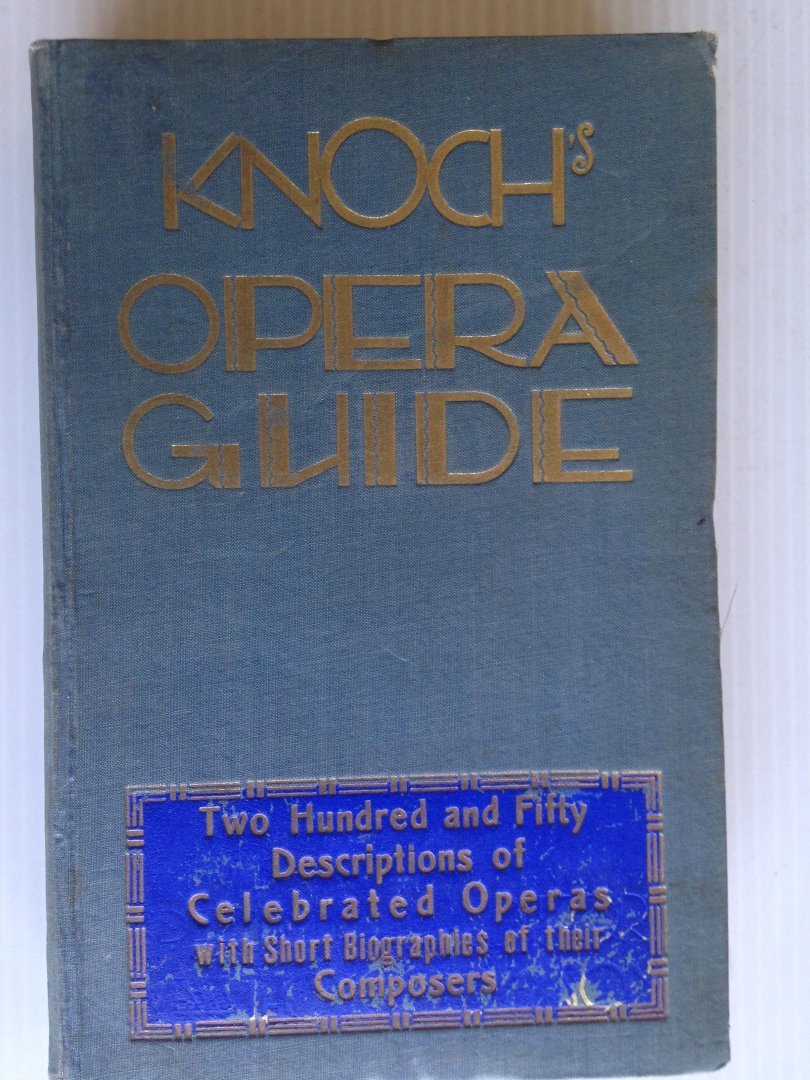 KNOCH's
OPERA
GUIDE
Two Hundred and Fifty
Descriptions of
Celebrated Operas
with Short Biographies of their
Composers